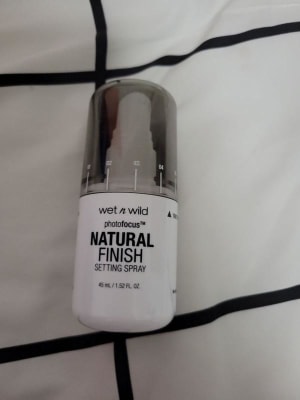 wet n wild
photofocus™
NATURAL
FINISH
SETTING SPRAY
45 mL / 1.52 FL. OZ.